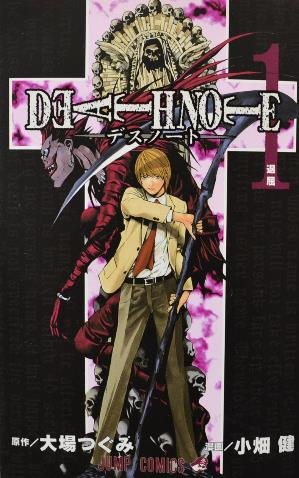 DEATH NOTE
デスノート
1
退屈
原作/大場つぐみ
漫画/小畑 健
JUMP COMICS